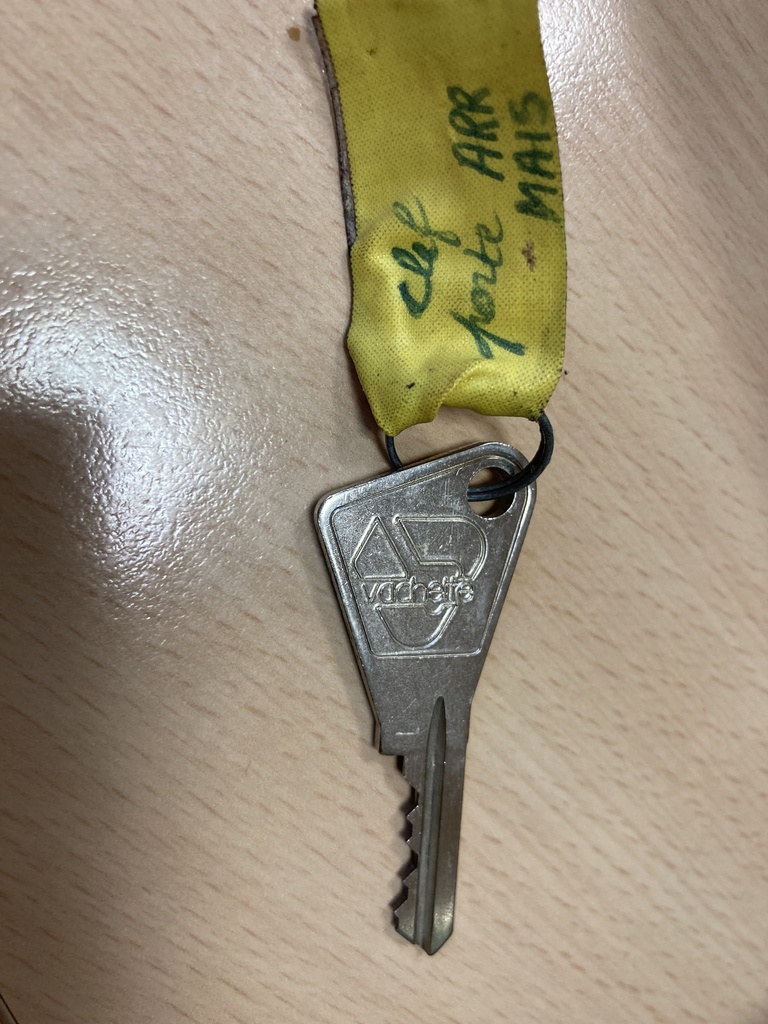 Clef
porte ARR
MAIS
vachette